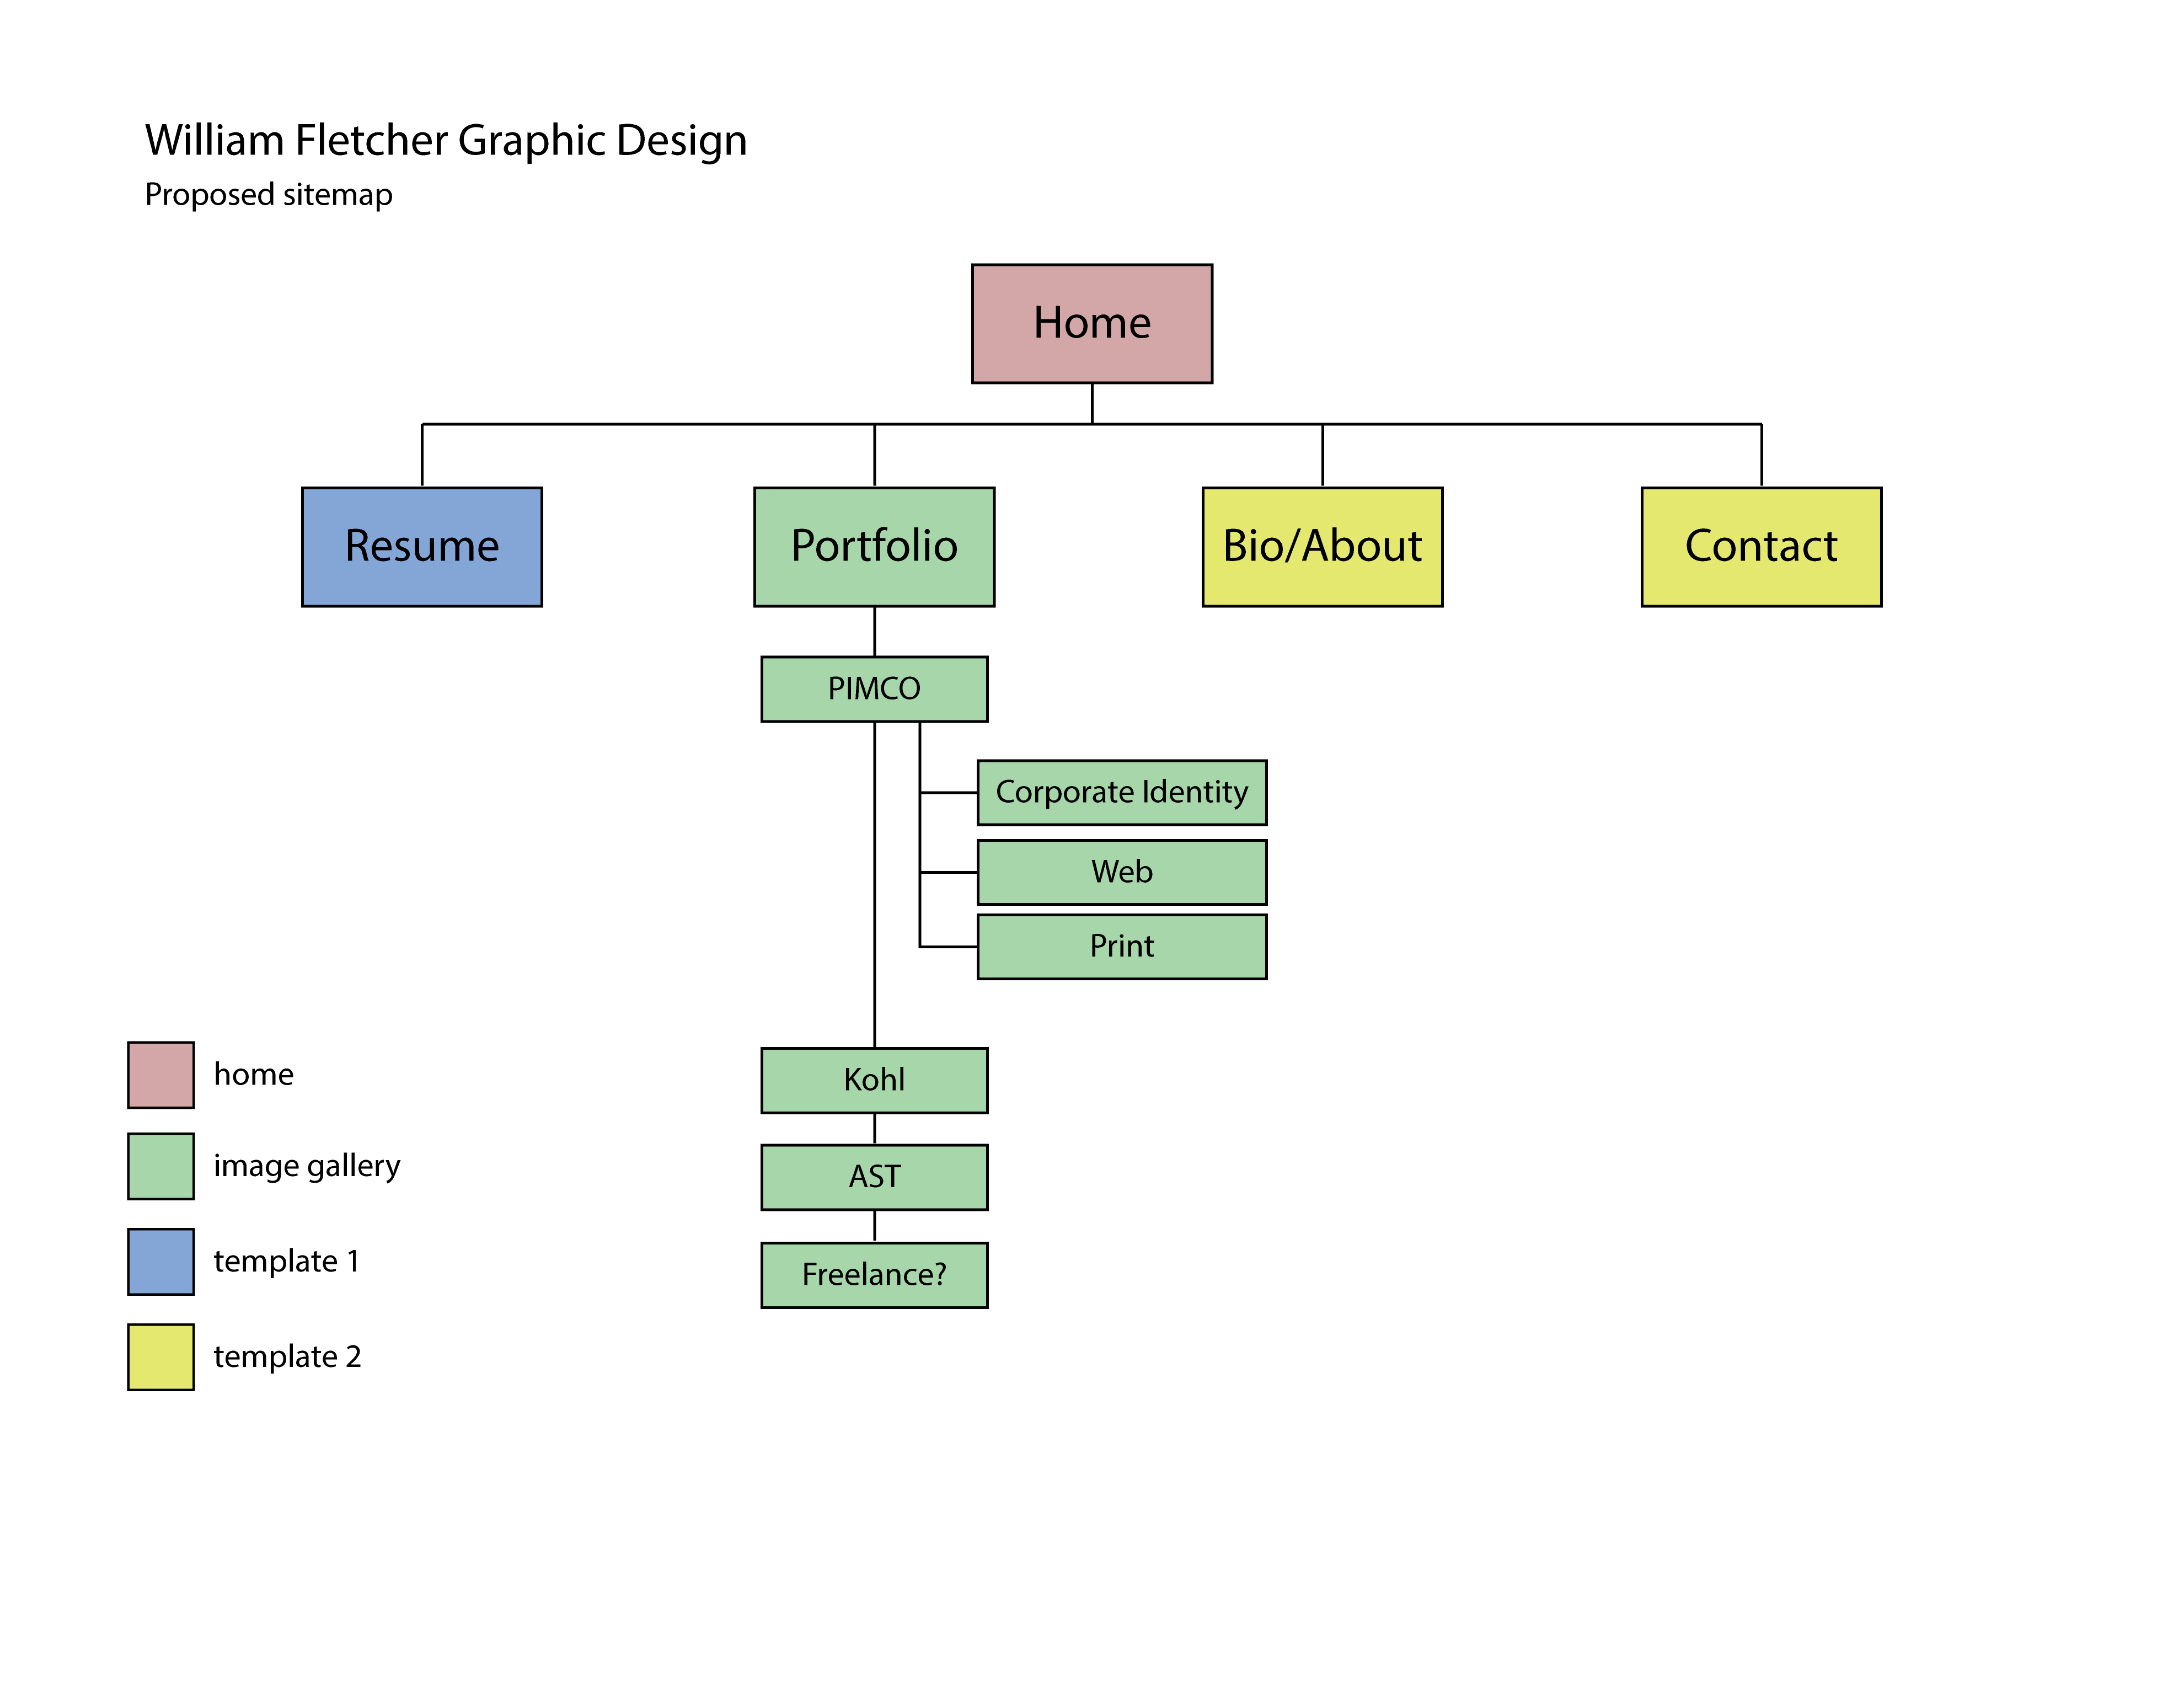 William Fletcher Graphic Design
Proposed sitemap
Home
Resume
Portfolio
Bio/About
Contact
PIMCO
Corporate Identity
Web
Print
Kohl
AST
Freelance?
home
image gallery
template 1
template 2